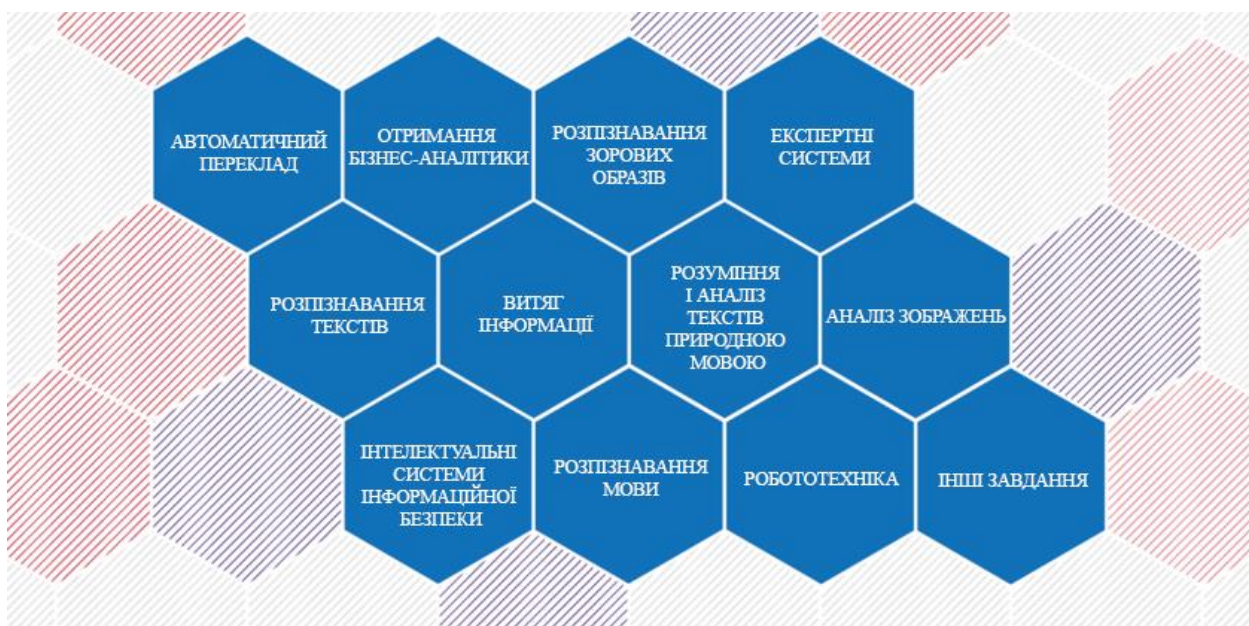 АВТОМАТИЧНИЙ
ПЕРЕКЛАД
ОТРИМАННЯ
БІЗНЕС-АНАЛІТИКИ
РОЗПІЗНАВАННЯ
ЗОРОВИХ
ОБРАЗІВ
ЕКСПЕРТНІ
СИСТЕМИ
РОЗПІЗНАВАННЯ
ТЕКСТІВ
ВИТЯГ
ІНФОРМАЦІЇ
РОЗУМІННЯ
І АНАЛІЗ
ТЕКСТІВ
ПРИРОДНОЮ
МОВОЮ
АНАЛІЗ ЗОБРАЖЕНЬ
ІНТЕЛЕКТУАЛЬНІ
СИСТЕМИ
ІНФОРМАЦІЙНОЇ
БЕЗПЕКИ
РОЗПІЗНАВАННЯ
МОВИ
РОБОТОТЕХНІКА
ІНШІ ЗАВДАННЯ